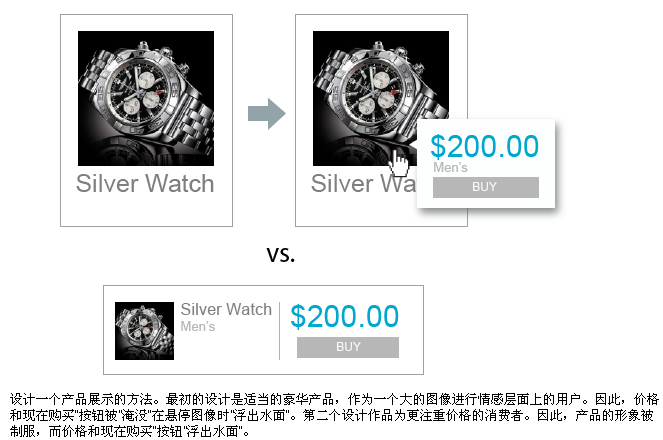 Silver Watch
Silver Wa
$200.00
Men's
BUY
vs.
Silver Watch
Men's
$200.00
BUY
设计一个产品展示的方法。最初的设计是适当的豪华产品，作为一个大的图像进行情感层面上的用户。因此，价格
和现在购买"按钮被"淹没"在悬停图像时"浮出水面"。第二个设计作品为更注重价格的消费者。因此，产品的形象被
制服，而价格和现在购买"按钮"浮出水面"。